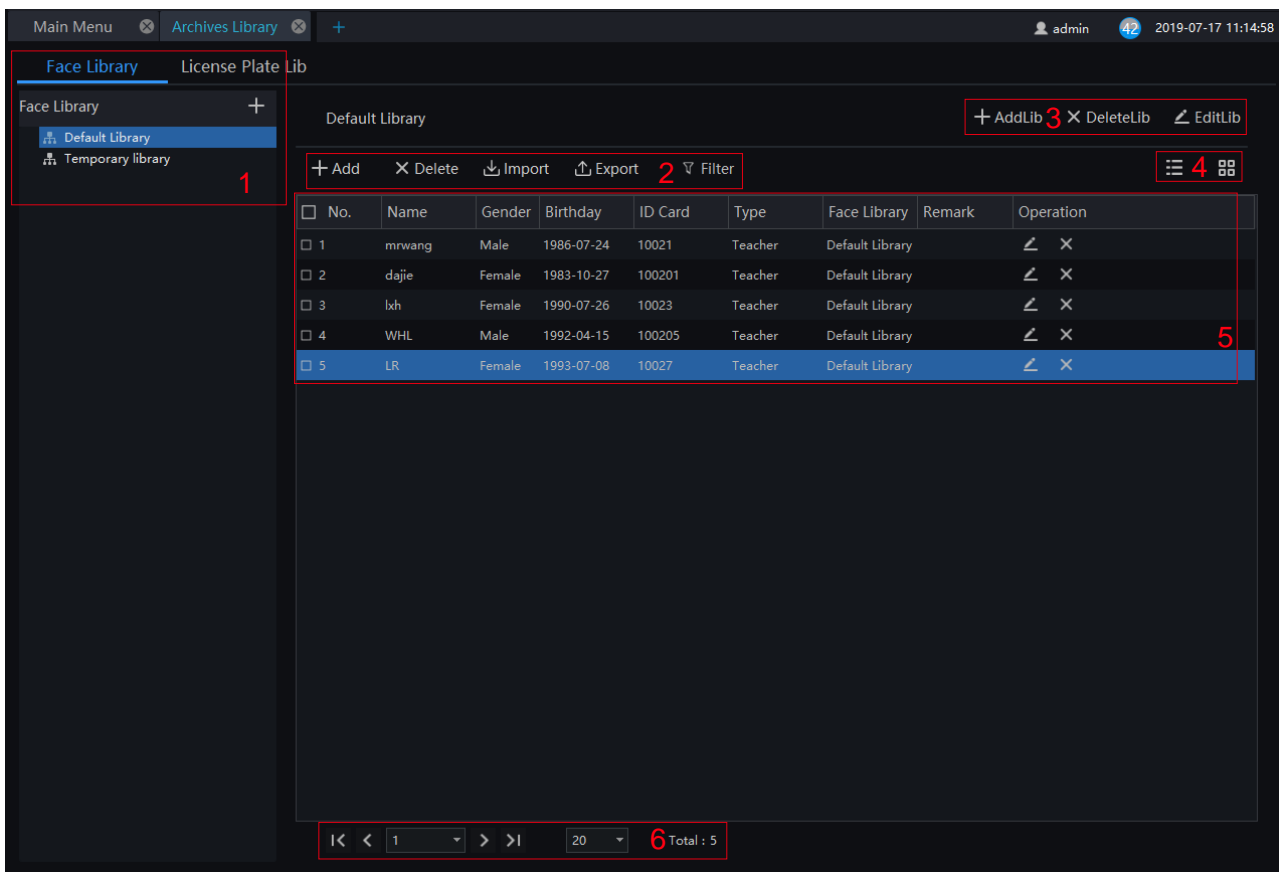 Main Menu Archives Library + admin 42 2019-07-17 11:14:58
Face Library License Plate Lib
Face Library
Default Library
Temporary library
1
Default Library
AddLib 3 DeleteLib EditLib
Add Delete Import Export 2 Filter 4
No. Name Gender Birthday ID Card Type Face Library Remark Operation
1 mrwang Male 1986-07-24 10021 Teacher Default Library
2 dajie Female 1983-10-27 100201 Teacher Default Library
3 lxh Female 1990-07-26 10023 Teacher Default Library
4 WHL Male 1992-04-15 100205 Teacher Default Library
5
5 LR Female 1993-07-08 10027 Teacher Default Library
1 20 6 Total : 5